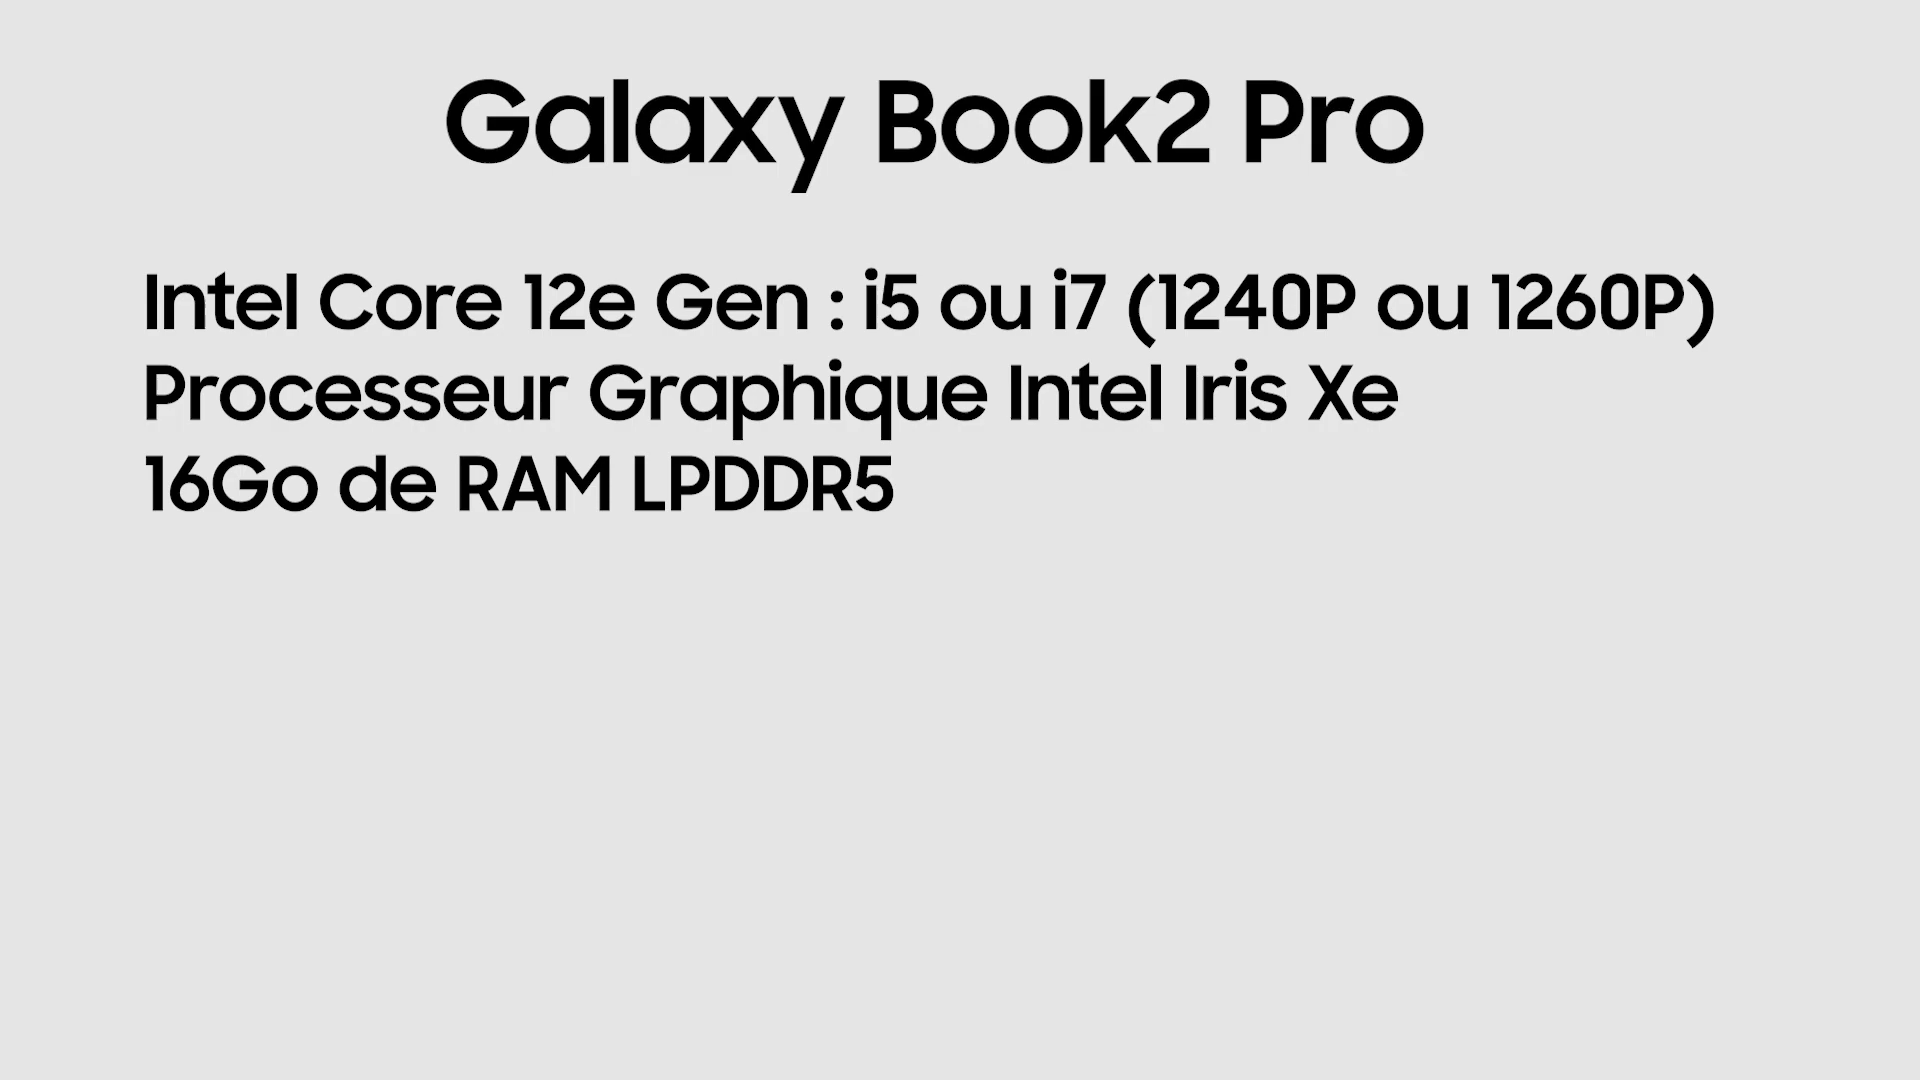 Galaxy Book2 Pro
Intel Core 12e Gen : i5 ou i7 (1240P ou 1260P)
Processeur Graphique Intel Iris Xe
16Go de RAM LPDDR5